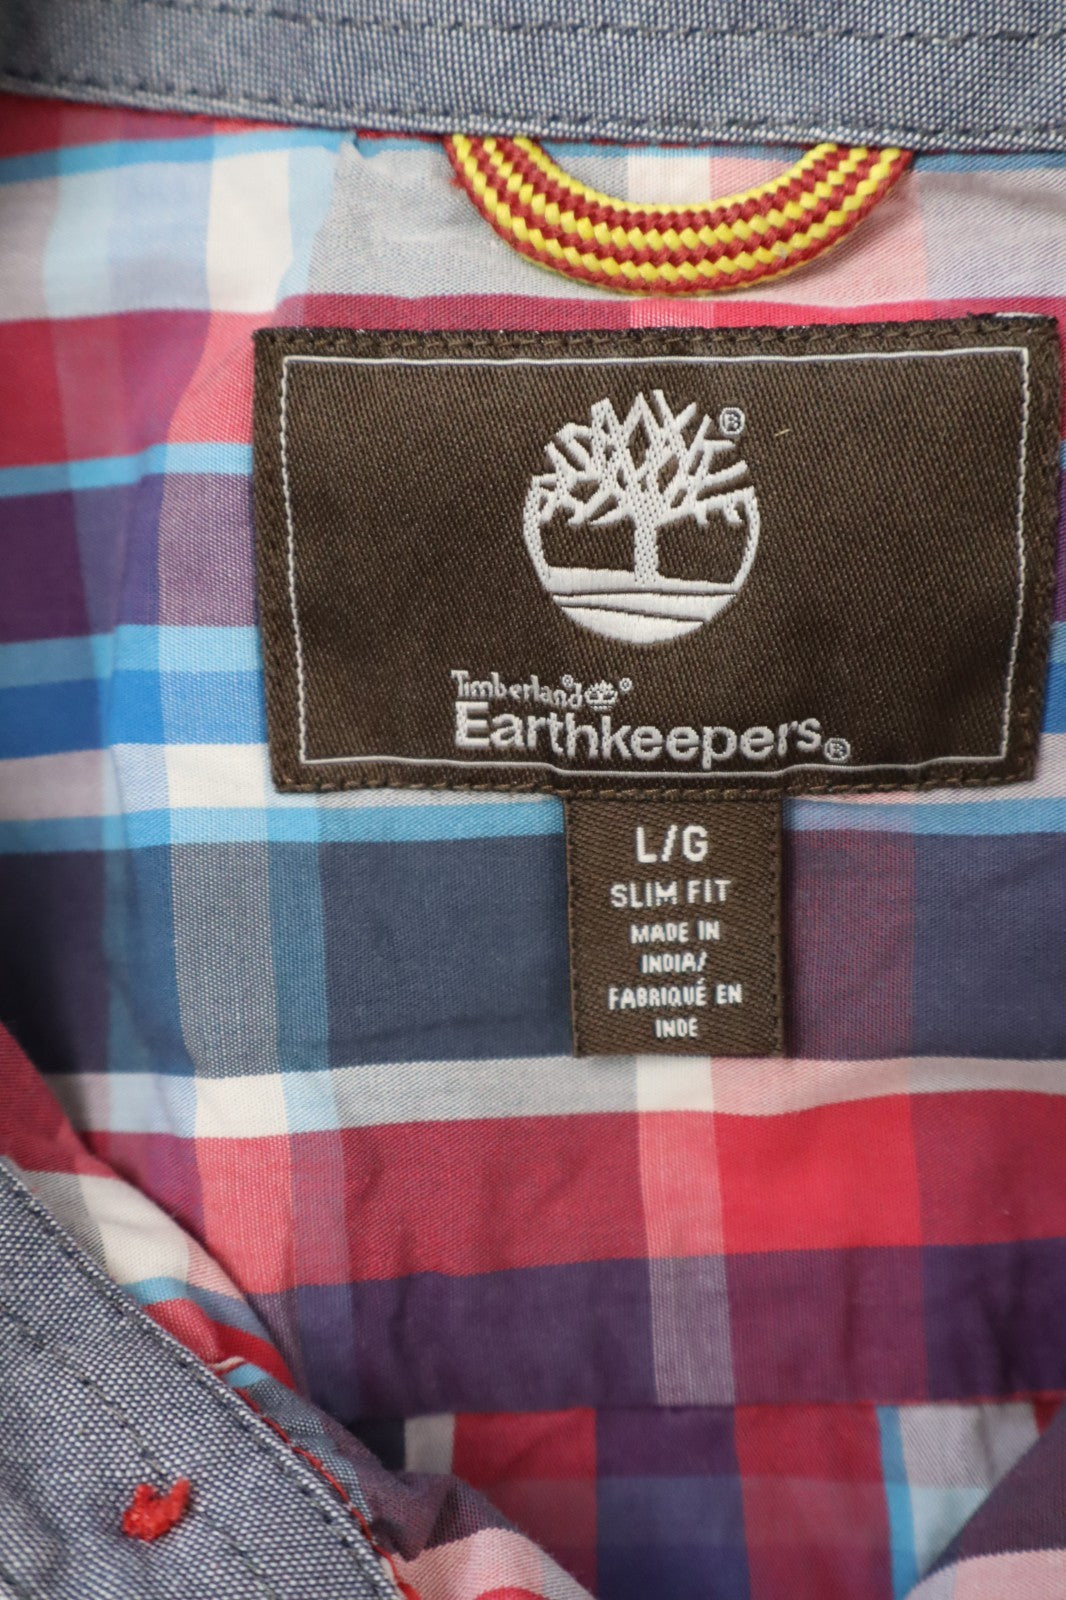 ®
Timberland® ®
Earthkeepers®
L/G
SLIM FIT
MADE IN
INDIA/
FABRIQUÉ EN
INDE